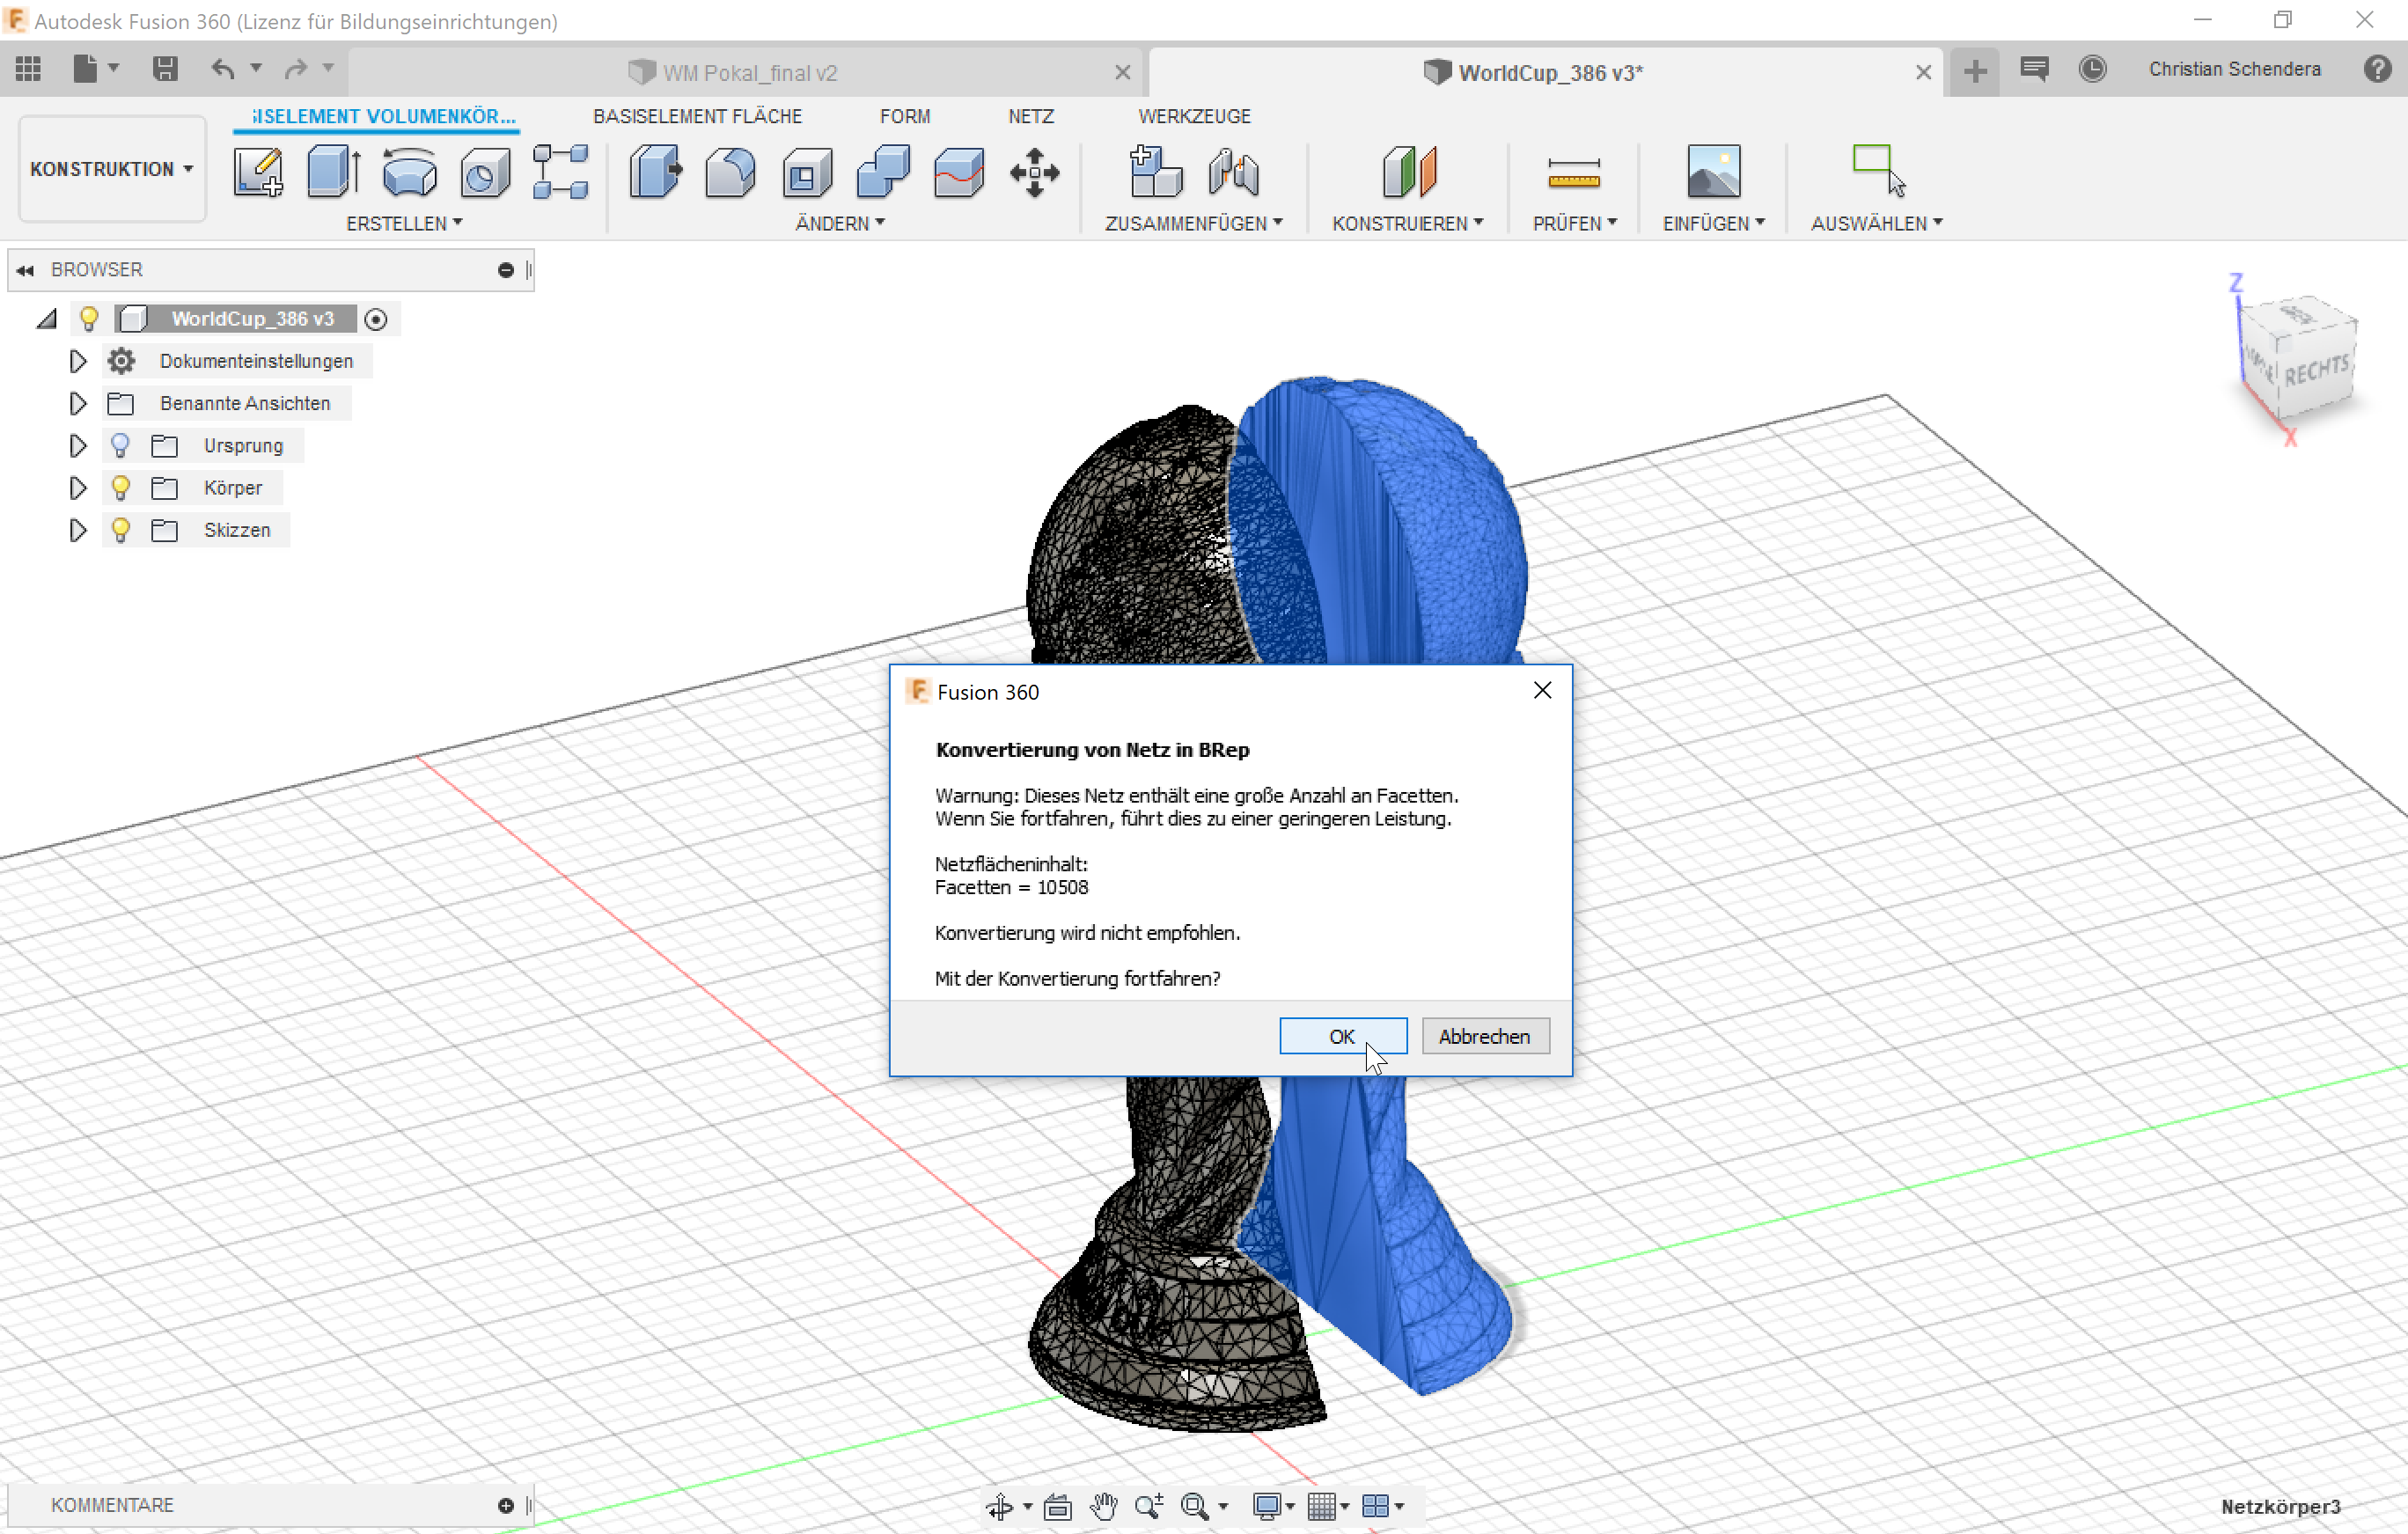 Autodesk Fusion 360 (Lizenz für Bildungseinrichtungen)
WM Pokal_final v2
WorldCup_386 v3*
Christian Schendera
KONSTRUKTION
ISELEMENT VOLUMENKÖR...
BASISELEMENT FLÄCHE
FORM
NETZ
WERKZEUGE
ERSTELLEN
ÄNDERN
ZUSAMMENFÜGEN
KONSTRUIEREN
PRÜFEN
EINFÜGEN
AUSWÄHLEN
BROWSER
WorldCup_386 v3
Dokumenteinstellungen
Benannte Ansichten
Ursprung
Körper
Skizzen
Z
RECHTS
X
Fusion 360
Konvertierung von Netz in BRep
Warnung: Dieses Netz enthält eine große Anzahl an Facetten.
Wenn Sie fortfahren, führt dies zu einer geringeren Leistung.
Netzflächeninhalt:
Facetten = 10508
Konvertierung wird nicht empfohlen.
Mit der Konvertierung fortfahren?
OK
Abbrechen
KOMMENTARE
Netzkörper3